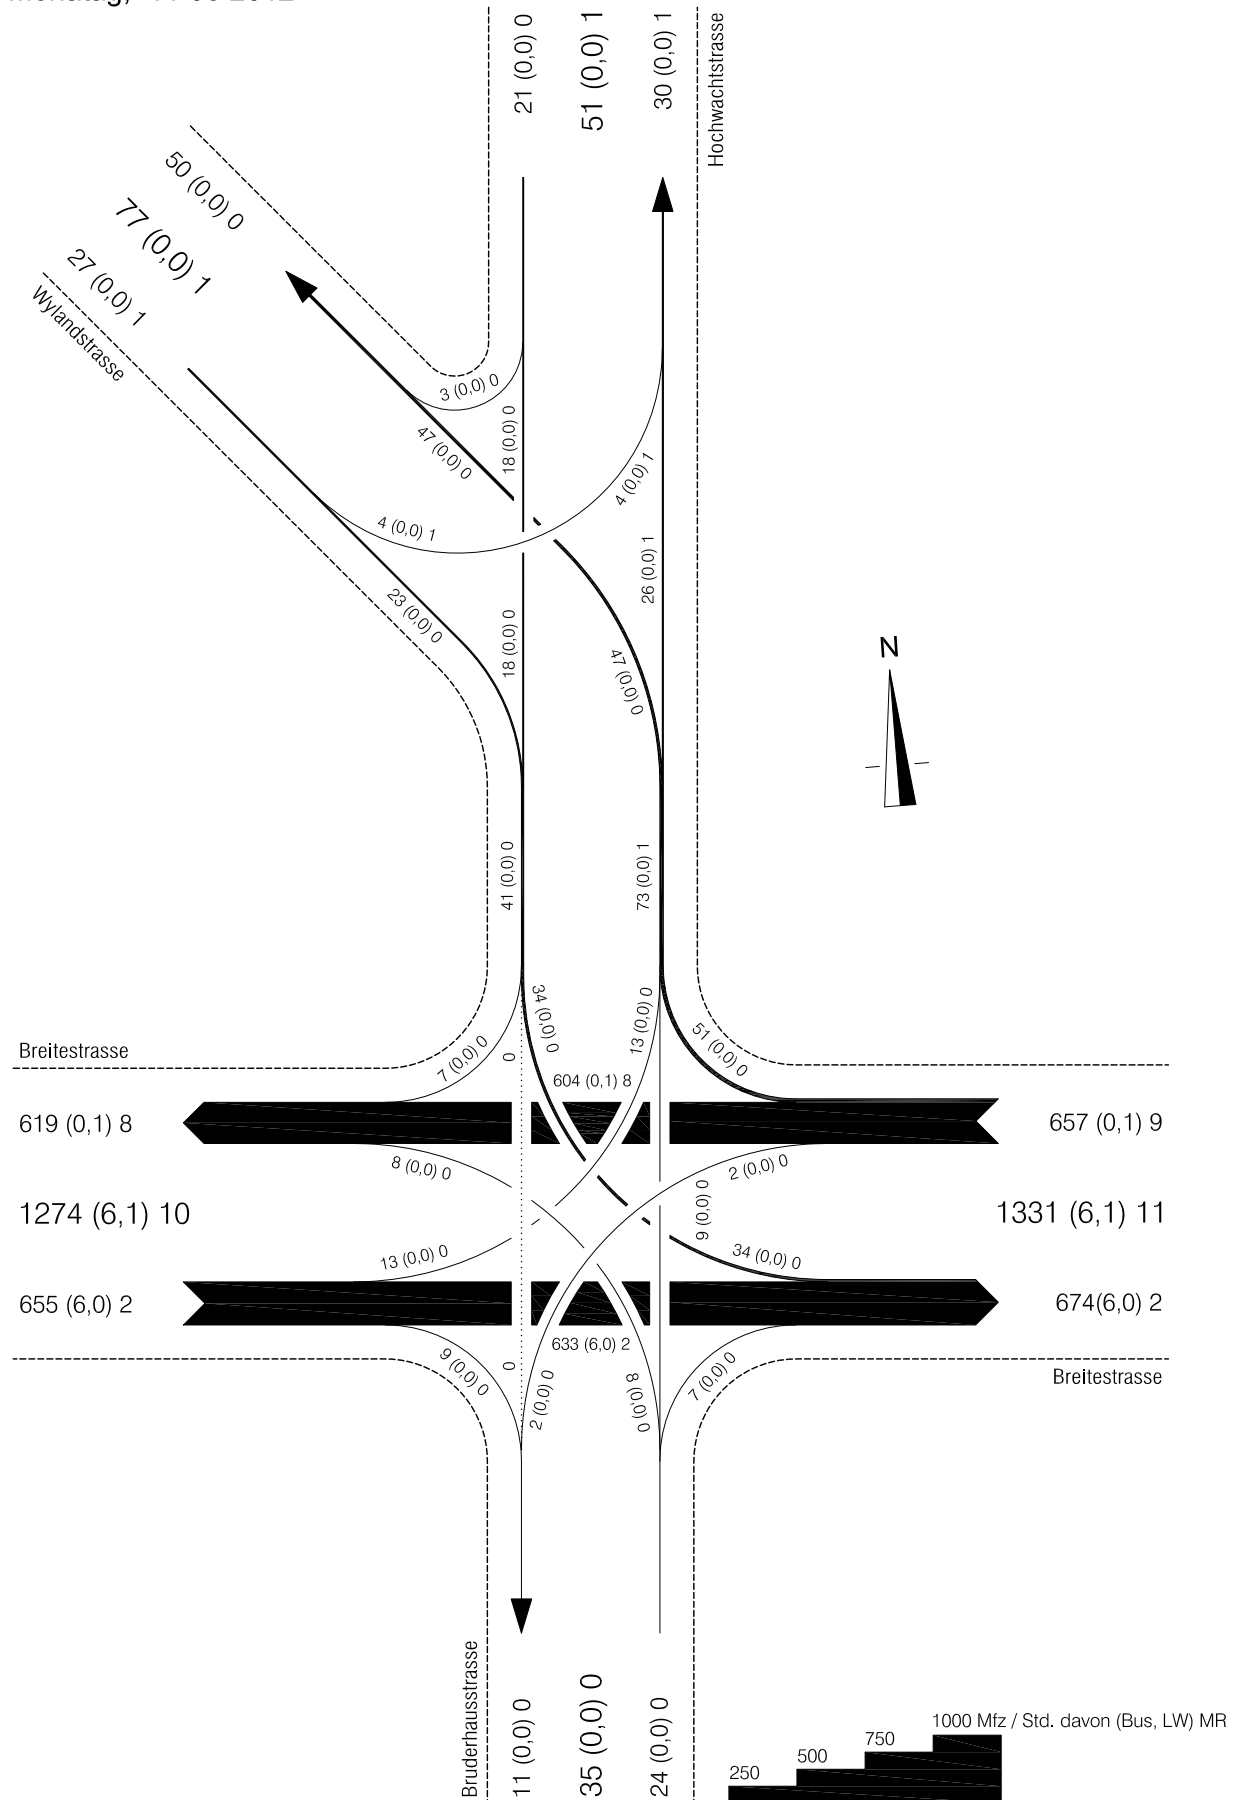 21 (0,0) 0
51 (0,0) 1
30 (0,0) 1
Hochwachtstrasse
50 (0,0) 0
77 (0,0) 1
27 (0,0) 1
Wylandstrasse
3 (0,0) 0
47 (0,0) 0
18 (0,0) 0
4 (0,0) 1
4 (0,0) 1
26 (0,0) 1
23 (0,0) 0
18 (0,0) 0
47 (0,0) 0
N
41 (0,0) 0
73 (0,0) 1
34 (0,0) 0
13 (0,0) 0
51 (0,0) 0
7 (0,0) 0
0
Breitestrasse
604 (0,1) 8
619 (0,1) 8
657 (0,1) 9
8 (0,0) 0
2 (0,0) 0
9 (0,0) 0
1274 (6,1) 10
1331 (6,1) 11
13 (0,0) 0
34 (0,0) 0
655 (6,0) 2
674(6,0) 2
633 (6,0) 2
9 (0,0) 0
0
2 (0,0) 0
8 (0,0) 0
7 (0,0) 0
Breitestrasse
Bruderhausstrasse
11 (0,0) 0
35 (0,0) 0
24 (0,0) 0
1000 Mfz / Std. davon (Bus, LW) MR
750
500
250